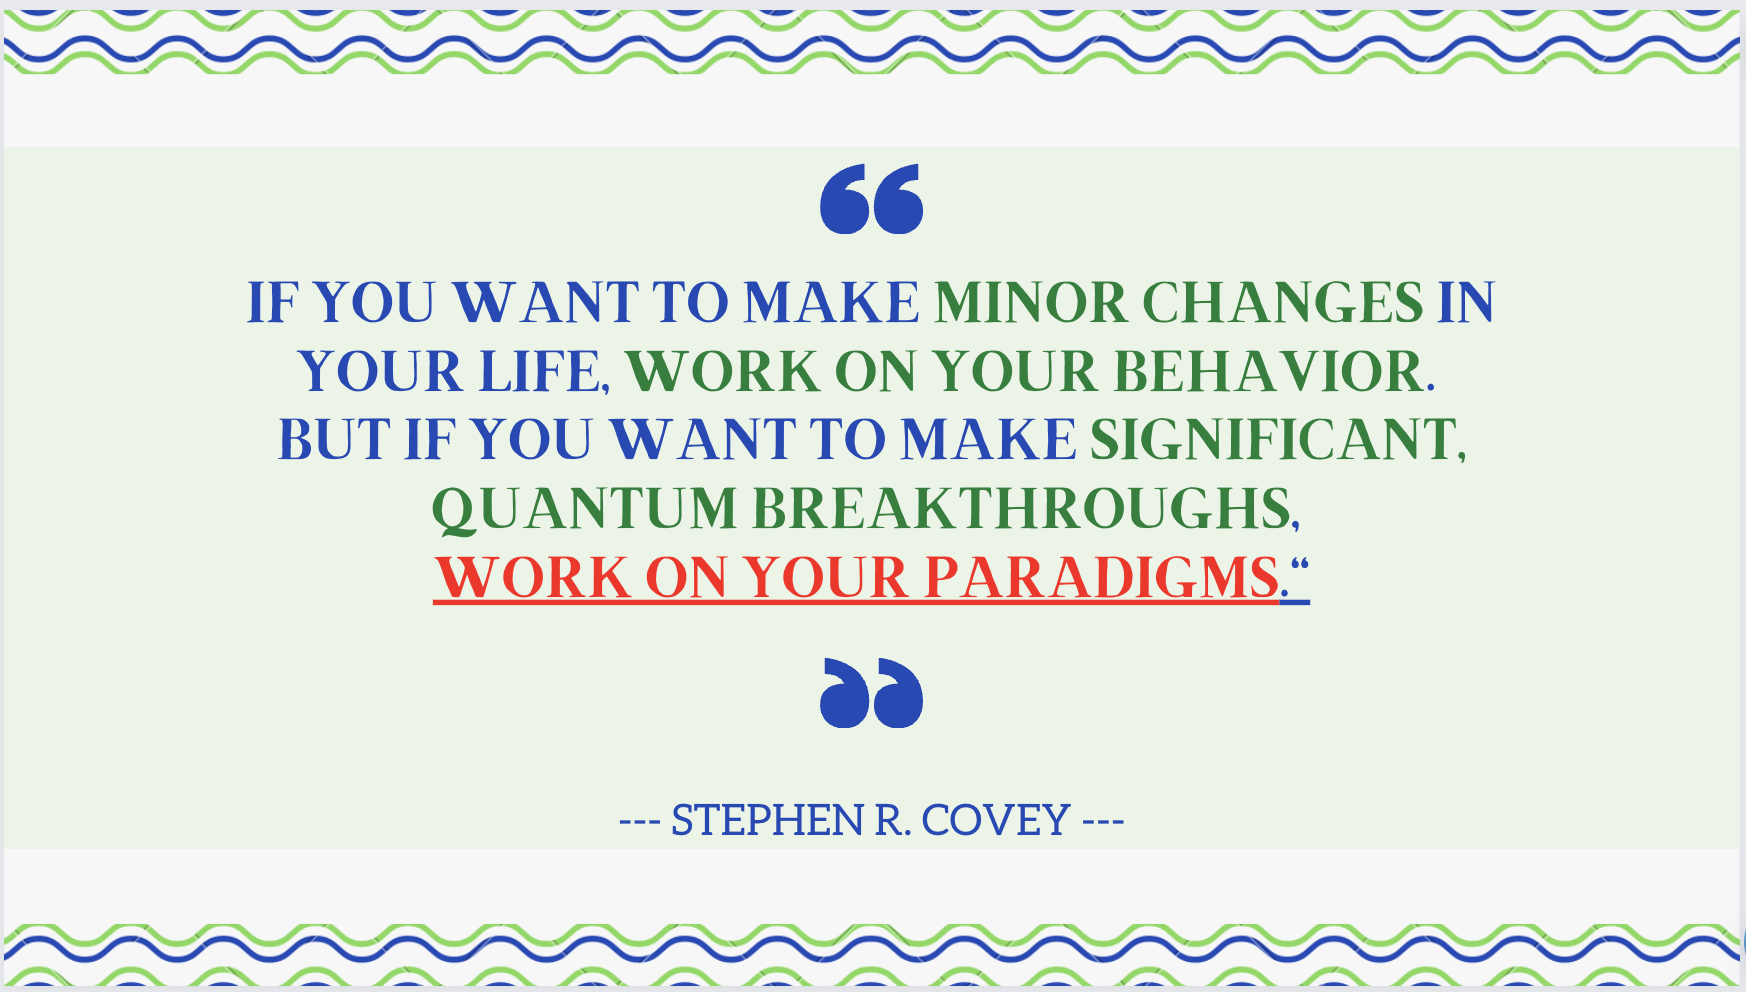 “
IF YOU WANT TO MAKE MINOR CHANGES IN
YOUR LIFE, WORK ON YOUR BEHAVIOR.
BUT IF YOU WANT TO MAKE SIGNIFICANT,
QUANTUM BREAKTHROUGHS,
WORK ON YOUR PARADIGMS.“
”
--- STEPHEN R. COVEY ---